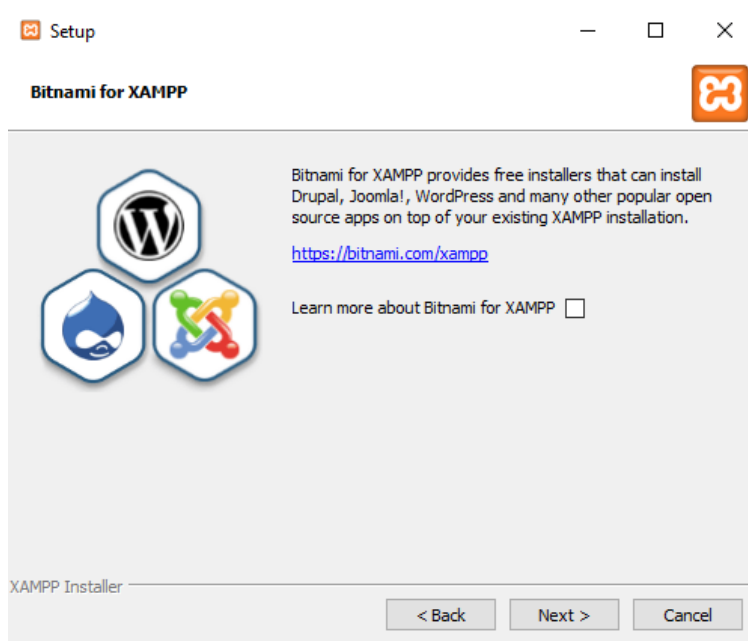 Setup
Bitnami for XAMPP
Bitnami for XAMPP provides free installers that can install
Drupal, Joomla!, WordPress and many other popular open
source apps on top of your existing XAMPP installation.
https://bitnami.com/xampp
Learn more about Bitnami for XAMPP
XAMPP Installer
< Back
Next >
Cancel